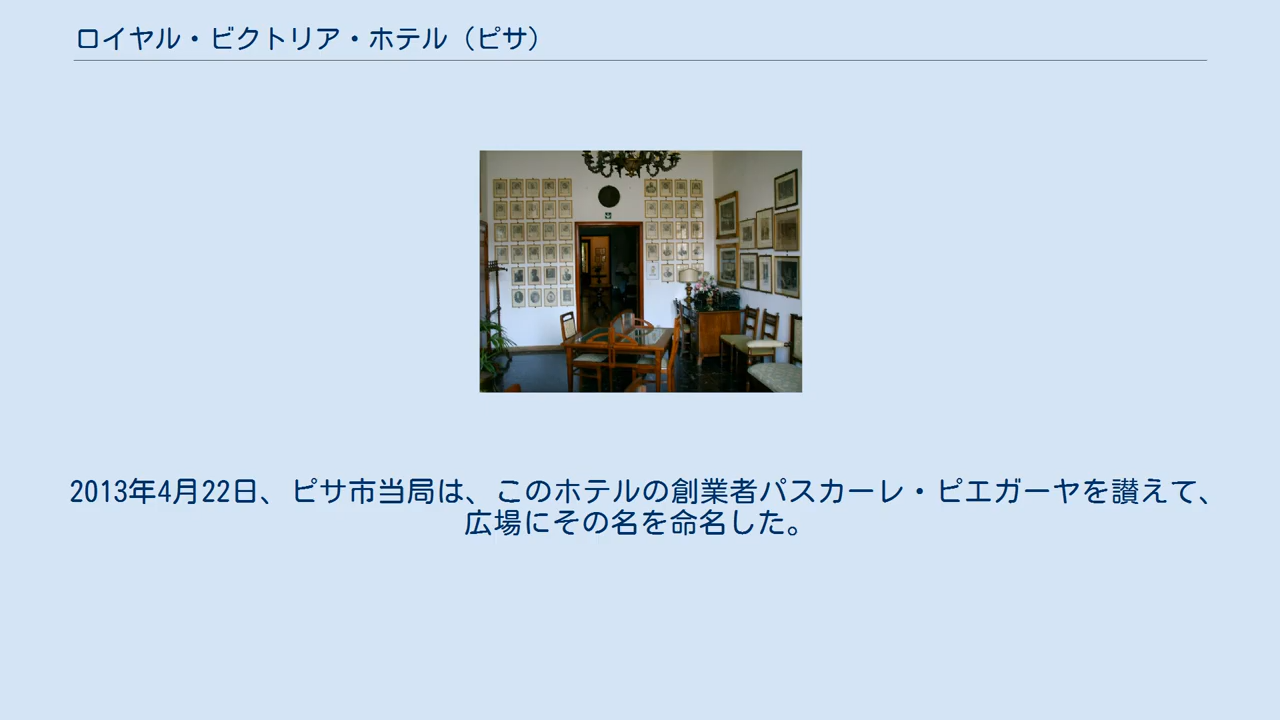 ロイヤル・ビクトリア・ホテル（ピサ）
2013年4月22日、ピサ市当局は、このホテルの創業者パスカーレ・ピエガーヤを讃えて、
広場にその名を命名した。